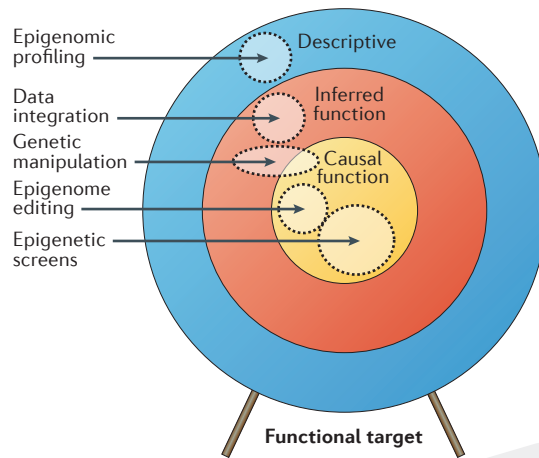 Epigenomic
profiling
Descriptive
Data
integration
Inferred
function
Genetic
manipulation
Causal
function
Epigenome
editing
Epigenetic
screens
Functional target